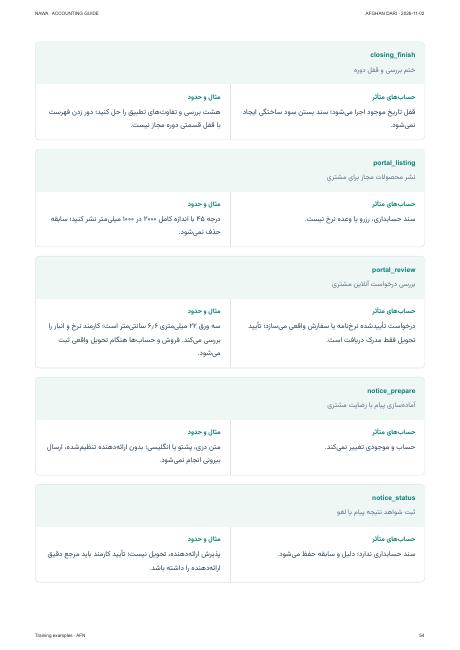 NAWA · ACCOUNTING GUIDE
AFGHAN DARI · 2026-11-02
closing_finish
ختم بررسی و قفل دوره
حساب‌های متأثر
قفل تاریخ موجود اجرا می‌شود؛ سند بستن سود ساختگی ایجاد
نمی‌شود.
مثال و حدود
هشت بررسی و تفاوت‌های تطبیق را حل کنید؛ دور زدن فهرست
با قفل قسمتی دوره مجاز نیست.
portal_listing
نشر محصولات مجاز برای مشتری
حساب‌های متأثر
سند حسابداری، رزرو یا وعده نرخ نیست.
مثال و حدود
درجه ۴۵ با اندازه کامل ۲۰۰۰ در ۱۰۰۰ میلی‌متر نشر کنید؛ سابقه
حذف نمی‌شود.
portal_review
بررسی درخواست آنلاین مشتری
حساب‌های متأثر
درخواست تأییدشده نرخ‌نامه یا سفارش واقعی می‌سازد؛ تأیید
تحویل فقط مدرک دریافت است.
مثال و حدود
سه ورق ۲۲ میلی‌متری ۶٫۶ سانتی‌متر است؛ کارمند نرخ و انبار را
بررسی می‌کند. فروش و حساب‌ها هنگام تحویل واقعی ثبت
می‌شود.
notice_prepare
آماده‌سازی پیام با رضایت مشتری
حساب‌های متأثر
حساب و موجودی تغییر نمی‌کند.
مثال و حدود
متن دری، پشتو یا انگلیسی؛ بدون ارائه‌دهنده تنظیم‌شده، ارسال
بیرونی انجام نمی‌شود.
notice_status
ثبت شواهد نتیجه پیام یا لغو
حساب‌های متأثر
سند حسابداری ندارد؛ دلیل و سابقه حفظ می‌شود.
مثال و حدود
پذیرش ارائه‌دهنده، تحویل نیست؛ تأیید کارمند باید مرجع دقیق
ارائه‌دهنده را داشته باشد.
Training examples · AFN
54